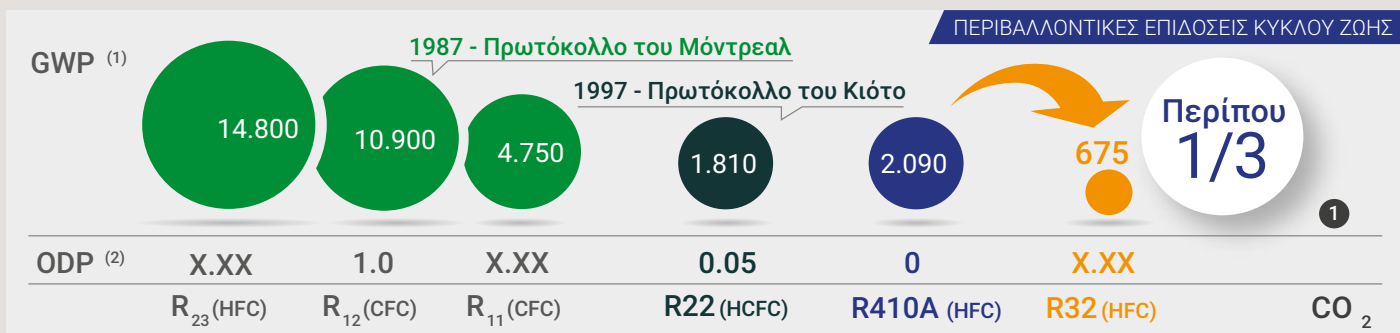 ΠΕΡΙΒΑΛΛΟΝΤΙΚΕΣ ΕΠΙΔΟΣΕΙΣ ΚΥΚΛΟΥ ΖΩΗΣ
GWP (1)
1987 - Πρωτόκολλο του Μόντρεαλ
1997 - Πρωτόκολλο του Κιότο
14.800
10.900
4.750
1.810
2.090
675
Περίπου
1/3
1
ODP (2) X.XX 1.0 X.XX 0.05 0 X.XX
R23 (HFC) R12 (CFC) R11 (CFC) R22 (HCFC) R410A (HFC) R32 (HFC) CO 2